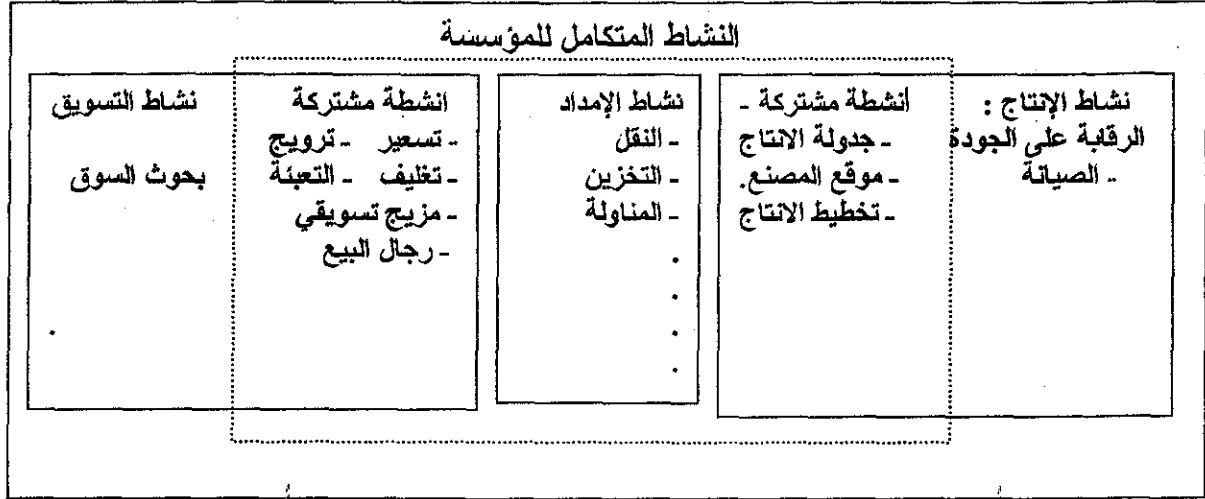 النشاط المتكامل للمؤسسة
نشاط الإنتاج :
الرقابة على الجودة
- الصيانة
أنشطة مشتركة -
- جدولة الانتاج
- موقع المصنع.
- تخطيط الانتاج
نشاط الإمداد
- النقل
- التخزين
- المناولة
.
.
.
.
انشطة مشتركة
- تسعير - ترويج
- تغليف - التعبئة
- مزيج تسويقي
- رجال البيع
نشاط التسويق
بحوث السوق
.